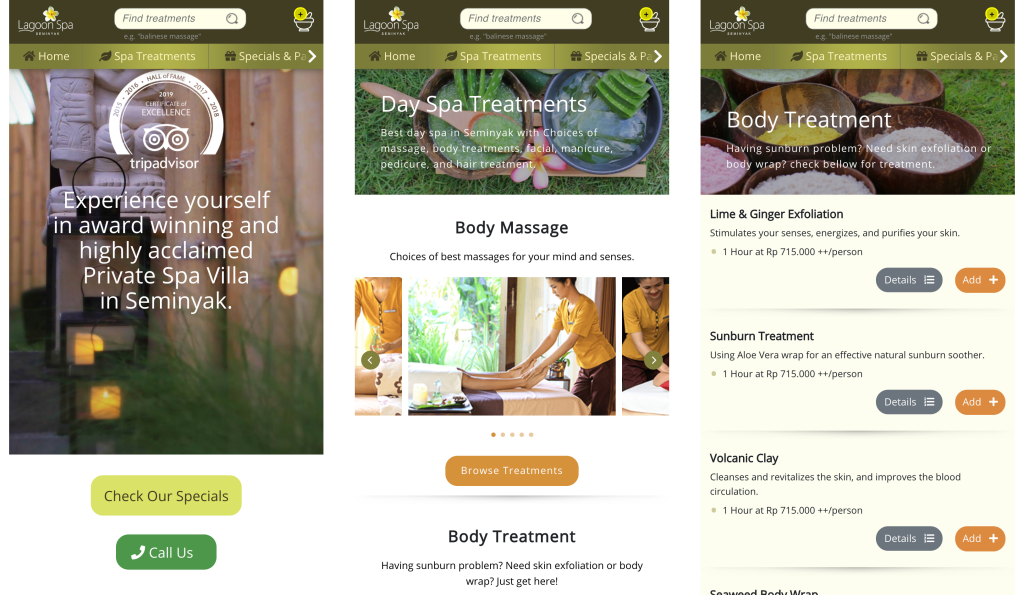 Lagoon Spa
SEMINYAK
Find treatments
e.g. "balinese massage"
+
Home
Spa Treatments
Specials & Pa
2015 • 2016 • HALL of FAME • 2017 • 2018
2019
CERTIFICATE of
EXCELLENCE
tripadvisor
Experience yourself
in award winning and
highly acclaimed
Private Spa Villa
in Seminyak.
Check Our Specials
Call Us
Lagoon Spa
SEMINYAK
Find treatments
e.g. "balinese massage"
+
Home
Spa Treatments
Specials & Pa
Day Spa Treatments
Best day spa in Seminyak with Choices of
massage, body treatments, facial, manicure,
pedicure, and hair treatment.
Body Massage
Choices of best massages for your mind and senses.
Browse Treatments
Body Treatment
Having sunburn problem? Need skin exfoliation or body
wrap? Just get here!
Lagoon Spa
SEMINYAK
Find treatments
e.g. "balinese massage"
+
Home
Spa Treatments
Specials & Pa
Body Treatment
Having sunburn problem? Need skin exfoliation or
body wrap? check bellow for treatment.
Lime & Ginger Exfoliation
Stimulates your senses, energizes, and purifies your skin.
1 Hour at Rp 715.000 ++/person
Details
Add +
Sunburn Treatment
Using Aloe Vera wrap for an effective natural sunburn soother.
1 Hour at Rp 715.000 ++/person
Details
Add +
Volcanic Clay
Cleanses and revitalizes the skin, and improves the blood
circulation.
1 Hour at Rp 715.000 ++/person
Details
Add +
Seaweed Body Wrap